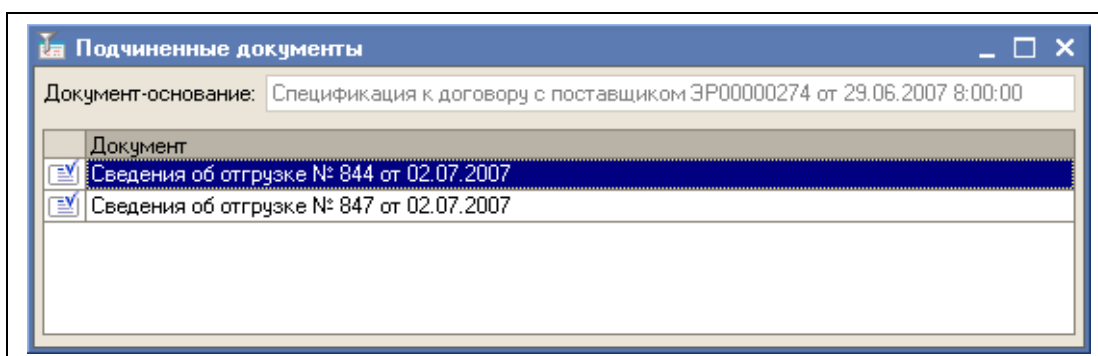 Подчиненные документы
Документ-основание: Спецификация к договору с поставщиком ЭР00000274 от 29.06.2007 8:00:00
Документ
Сведения об отгрузке № 844 от 02.07.2007
Сведения об отгрузке № 847 от 02.07.2007